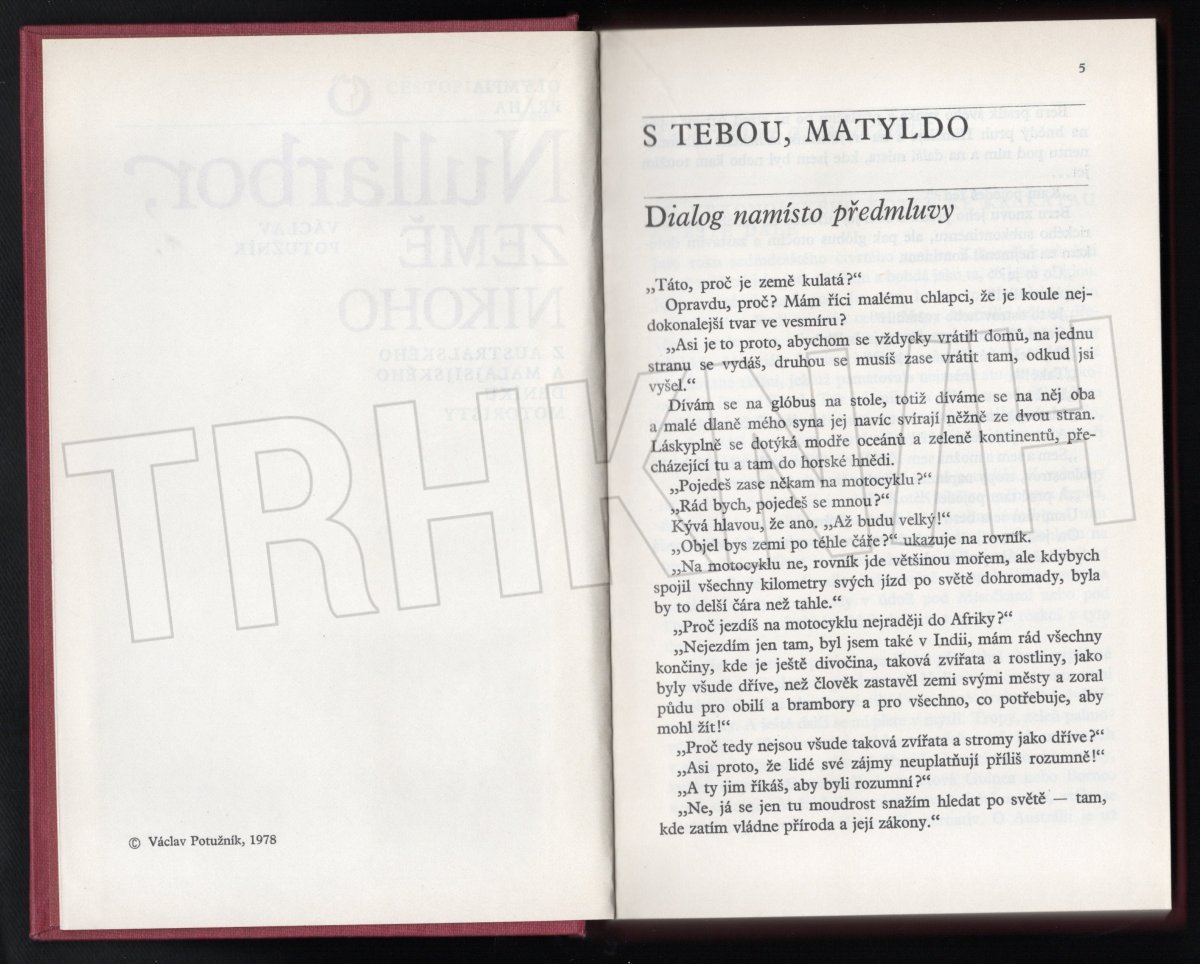 © Václav Potužník, 1978
5
S TEBOU, MATYLDO
Dialog namísto předmluvy
„Táto, proč je země kulatá?“
Opravdu, proč? Mám říci malému chlapci, že je koule nej-
dokonalejší tvar ve vesmíru?
„Asi je to proto, abychom se vždycky vrátili domů, na jednu
stranu se vydáš, druhou se musíš zase vrátit tam, odkud jsi
vyšel.“
Dívám se na glóbus na stole, totiž díváme se na něj oba
a malé dlaně mého syna jej navíc svírají něžně ze dvou stran.
Láskyplně se dotýká modře oceánů a zeleně kontinentů, pře-
cházející tu a tam do horské hnědi.
„Pojedeš zase někam na motocyklu?“
„Rád bych, pojedeš se mnou?“
Kývá hlavou, že ano. „Až budu velký!“
„Objel bys zemi po téhle čáře?“ ukazuje na rovník.
„Na motocyklu ne, rovník jde většinou mořem, ale kdybych
spojil všechny kilometry svých jízd po světě dohromady, byla
by to delší čára než tahle.“
„Proč jezdíš na motocyklu nejraději do Afriky?“
„Nejezdím jen tam, byl jsem také v Indii, mám rád všechny
končiny, kde je ještě divočina, taková zvířata a rostliny, jako
byly všude dříve, než člověk zastavěl zemi svými městy a zoral
půdu pro obilí a brambory a pro všechno, co potřebuje, aby
mohl žít!“
„Proč tedy nejsou všude taková zvířata a stromy jako dříve?“
„Asi proto, že lidé své zájmy neuplatňují příliš rozumně!“
„A ty jim říkáš, aby byli rozumní?“
„Ne, já se jen tu moudrost snažím hledat po světě — tam,
kde zatím vládne příroda a její zákony.“
TRHKNIH
OLYMPIA
PRAHA
Nullarbor,
VÁCLAV
POTUŽNÍK
ZEMĚ
NIKOHO
Z AUSTRALSKÉHO
A MALAJSIJSKÉHO
DENÍKU
MOTORISTY